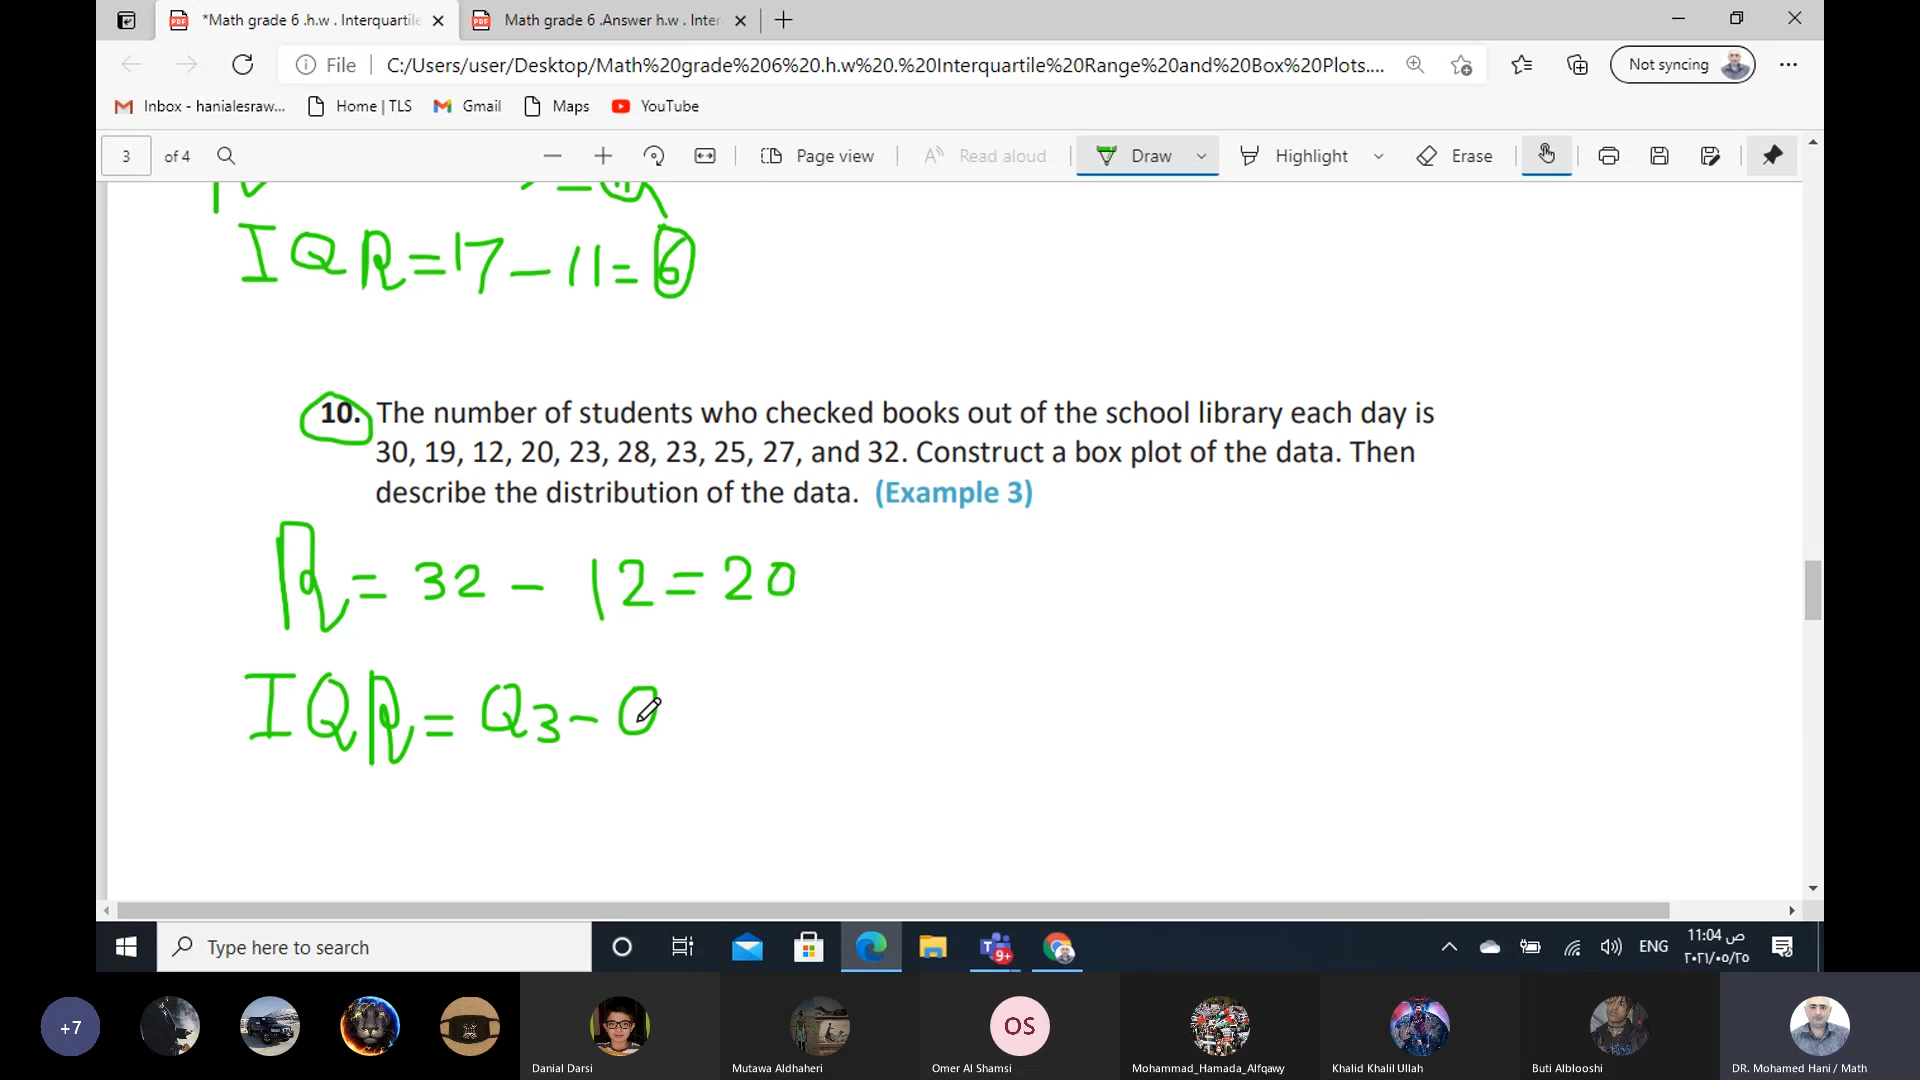 *Math grade 6 .h.w . Interquartile
Math grade 6 .Answer h.w . Inter
File
C:/Users/user/Desktop/Math%20grade%206%20.h.w%20.%20Interquartile%20Range%20and%20Box%20Plots....
Not syncing
Inbox - hanialesraw...
Home | TLS
Gmail
Maps
YouTube
3 of 4
Page view
Read aloud
Draw
Highlight
Erase
IQR=17-11=6
10. The number of students who checked books out of the school library each day is
30, 19, 12, 20, 23, 28, 23, 25, 27, and 32. Construct a box plot of the data. Then
describe the distribution of the data. (Example 3)
R= 32 - 12=20
IQR= Q3-
Type here to search
9+
ENG
11:04 ص
٢٠٢١/٠٥/٢٥
+7
OS
Danial Darsi
Mutawa Aldhaheri
Omer Al Shamsi
Mohammad_Hamada_Alfqawy
Khalid Khalil Ullah
Buti Alblooshi
DR. Mohamed Hani / Math